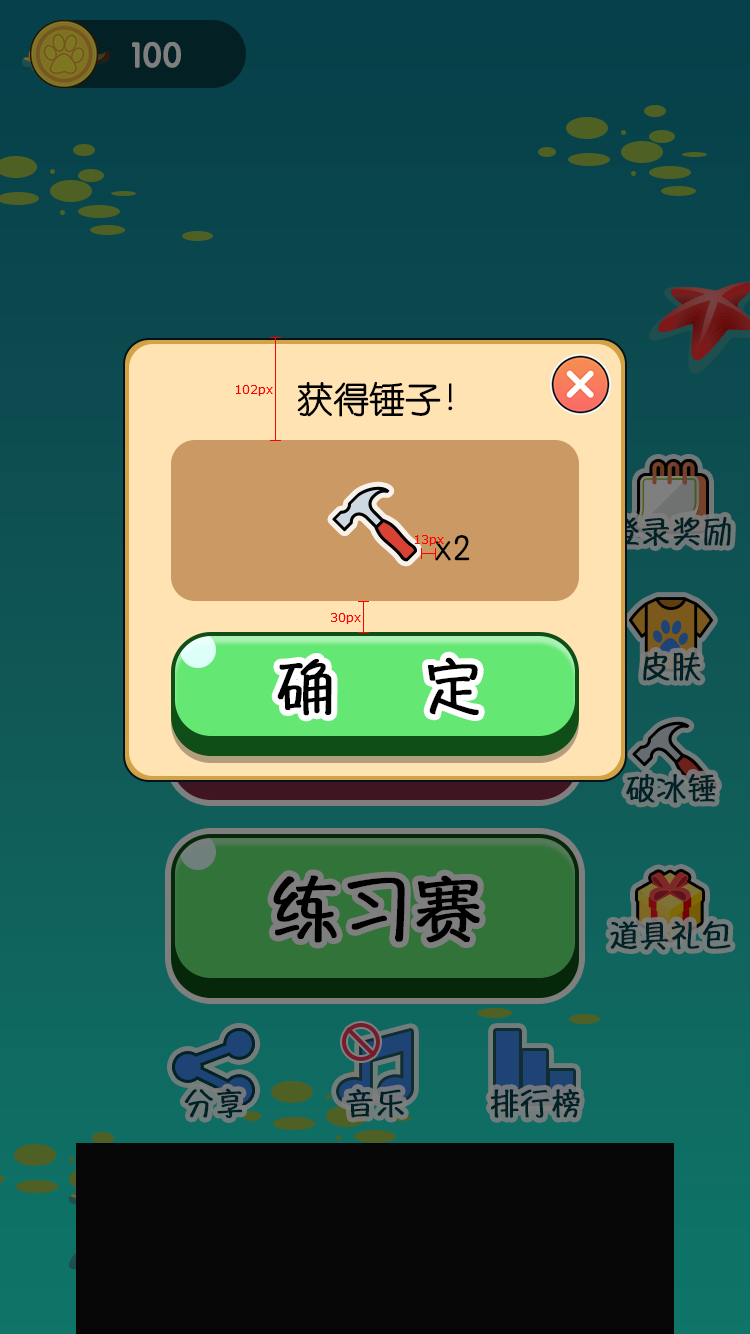 100
102px
获得锤子!
13px
x2
30px
确 定
登录奖励
皮肤
破冰锤
练习赛
道具礼包
分享
音乐
排行榜